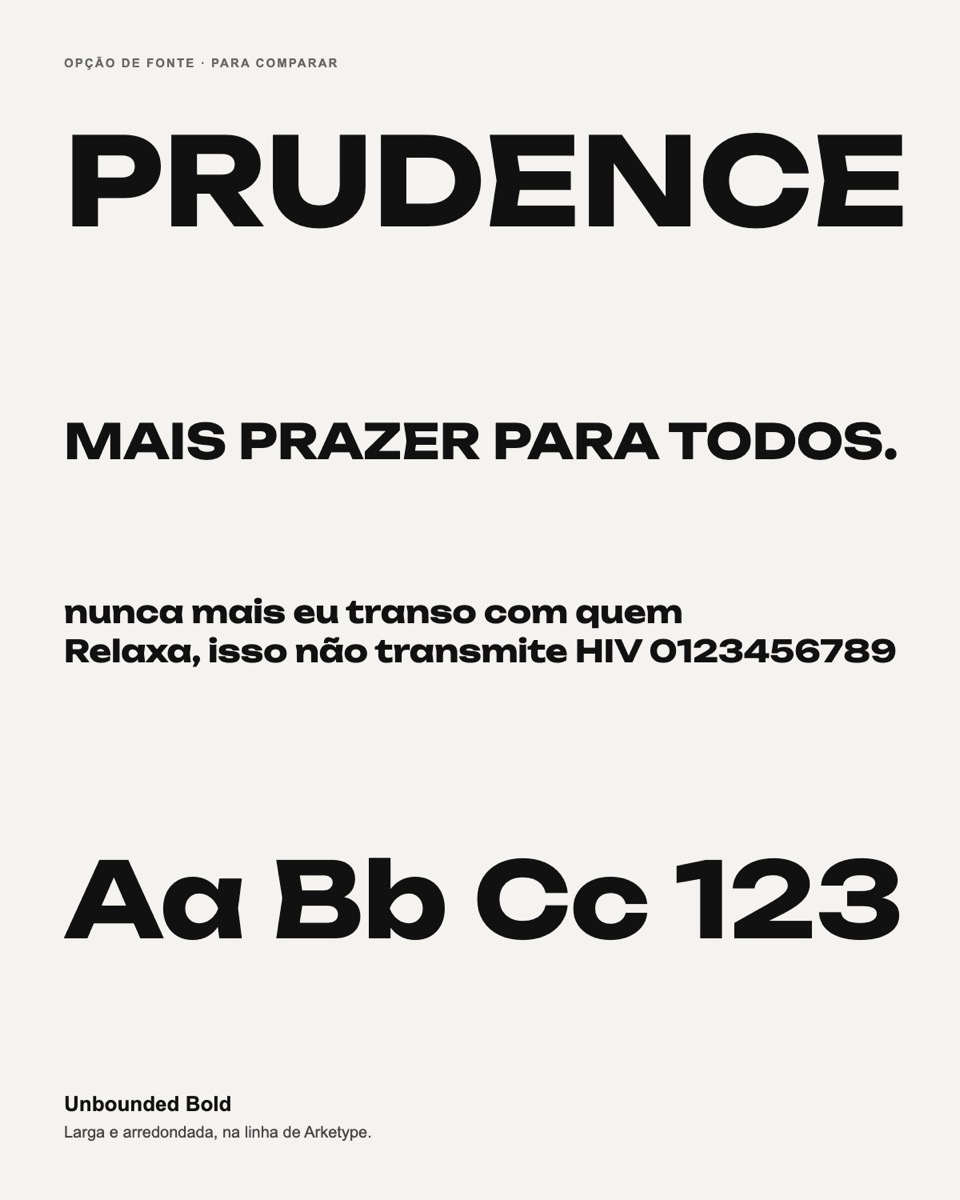 OPÇÃO DE FONTE · PARA COMPARAR
PRUDENCE
MAIS PRAZER PARA TODOS.
nunca mais eu transo com quem
Relaxa, isso não transmite HIV 0123456789
Aa Bb Cc 123
Unbounded Bold
Larga e arredondada, na linha de Arketype.